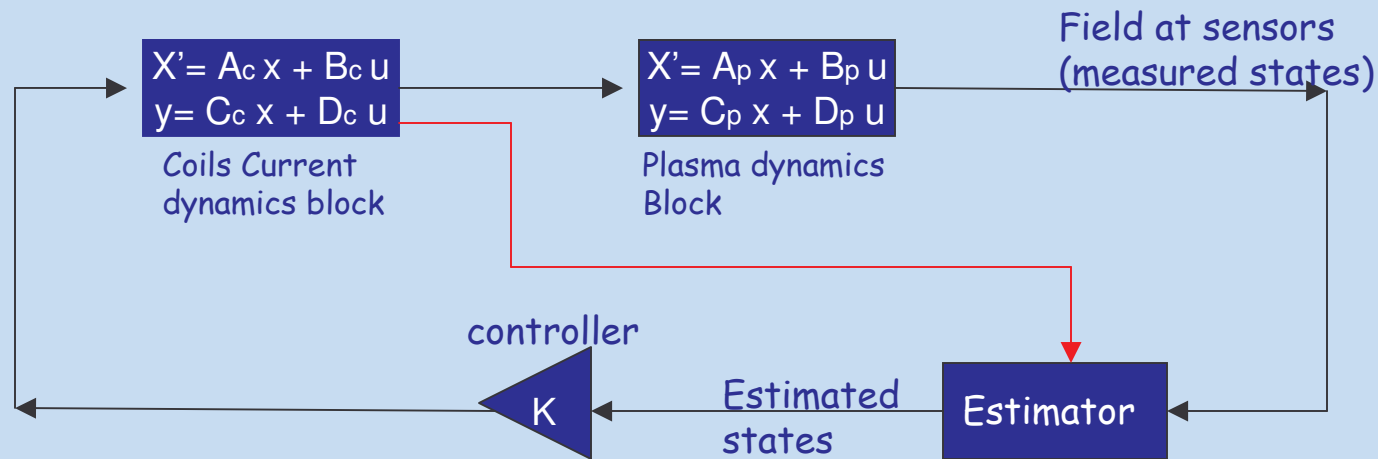 X’= Ac x + Bc u
y= Cc x + Dc u
Coils Current
dynamics block
X’= Ap x + Bp u
y= Cp x + Dp u
Plasma dynamics
Block
Field at sensors
(measured states)
controller
K
Estimated
states
Estimator